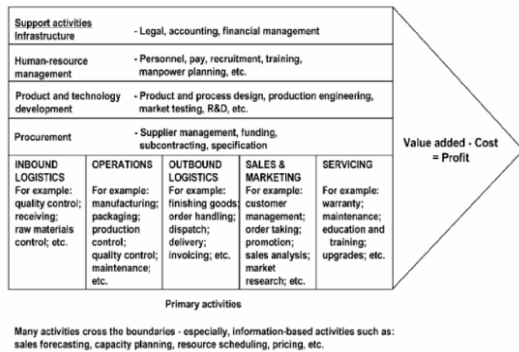 Support activities
Infrastructure - Legal, accounting, financial management
Human-resource - Personnel, pay, recruitment, training,
management manpower planning, etc.
Product and technology - Product and process design, production engineering,
development market testing, R&D, etc.
Procurement - Supplier management, funding,
subcontracting, specification
Value added - Cost
= Profit
INBOUND
LOGISTICS
For example:
quality control;
receiving;
raw materials
control; etc.
OPERATIONS
For example:
manufacturing;
packaging;
production
control;
quality control;
maintenance;
etc.
OUTBOUND
LOGISTICS
For example:
finishing goods;
order handling;
dispatch;
delivery;
invoicing; etc.
SALES &
MARKETING
For example:
customer
management;
order taking;
promotion;
sales analysis;
market
research; etc.
SERVICING
For example:
warranty;
maintenance;
education and
training;
upgrades; etc.
Primary activities
Many activities cross the boundaries - especially, information-based activities such as:
sales forecasting, capacity planning, resource scheduling, pricing, etc.